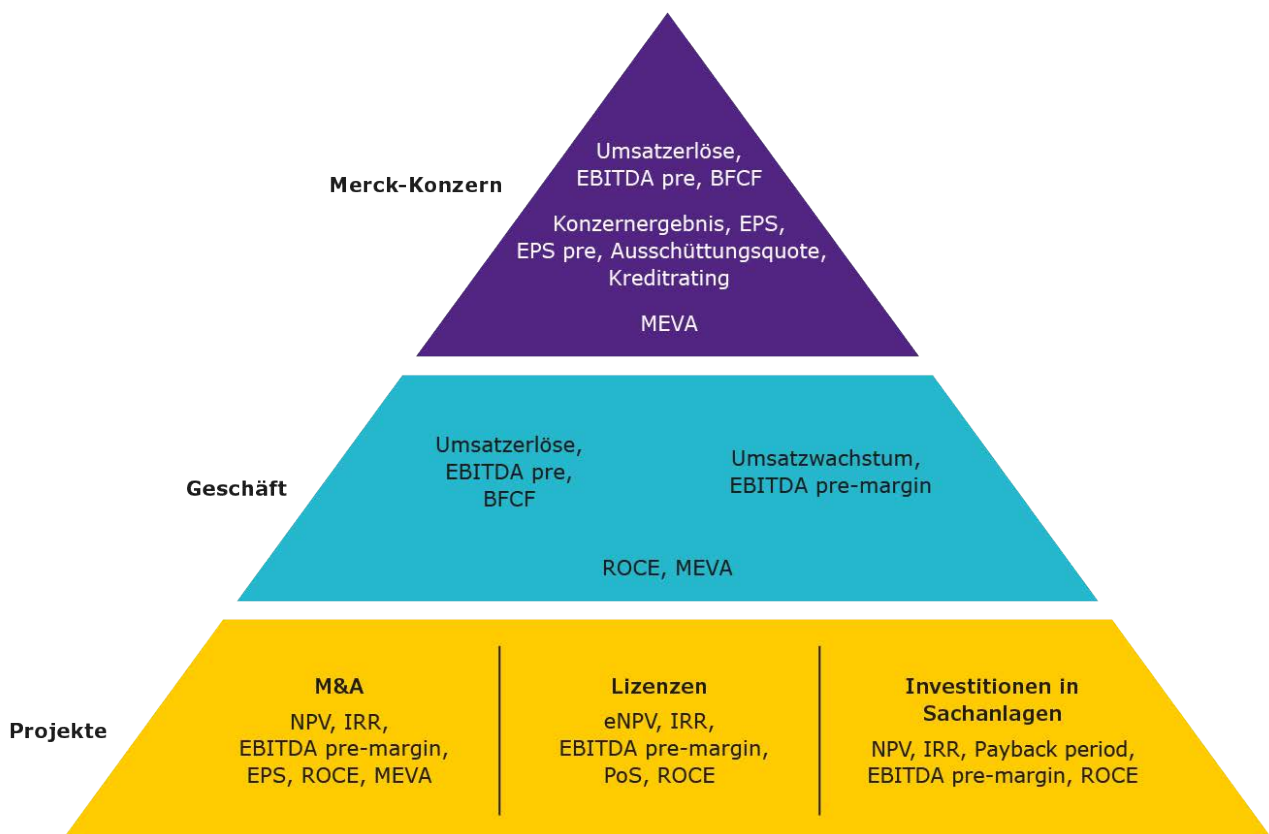 Merck-Konzern
Umsatzerlöse,
EBITDA pre, BFCF
Konzernergebnis, EPS,
EPS pre, Ausschüttungsquote,
Kreditrating
MEVA
Geschäft
Umsatzerlöse,
EBITDA pre,
BFCF
Umsatzwachstum,
EBITDA pre-margin
ROCE, MEVA
Projekte
M&A
NPV, IRR,
EBITDA pre-margin,
EPS, ROCE, MEVA
Lizenzen
eNPV, IRR,
EBITDA pre-margin,
PoS, ROCE
Investitionen in
Sachanlagen
NPV, IRR, Payback period,
EBITDA pre-margin, ROCE